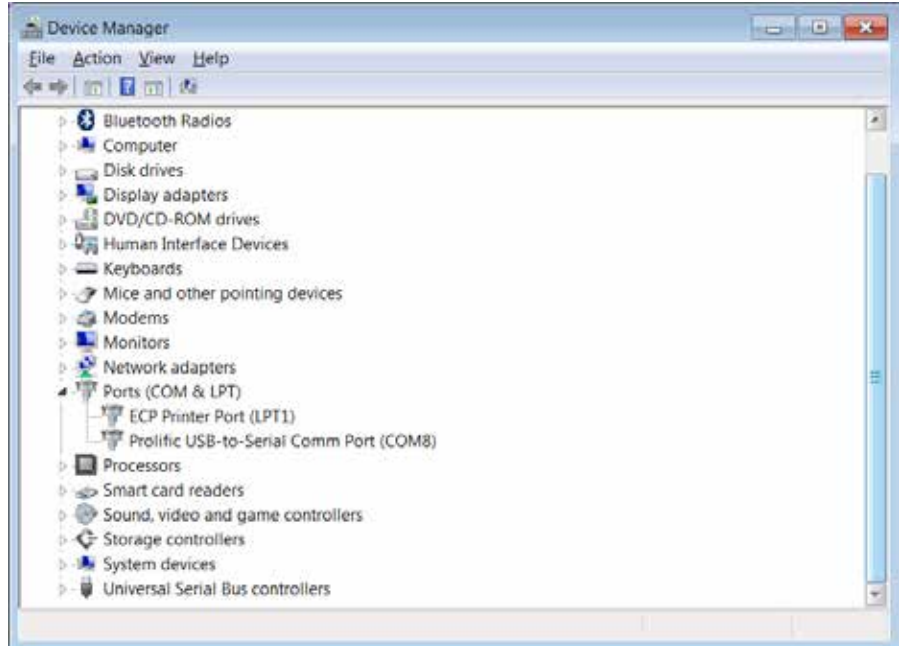 Device Manager
File Action View Help
Bluetooth Radios
Computer
Disk drives
Display adapters
DVD/CD-ROM drives
Human Interface Devices
Keyboards
Mice and other pointing devices
Modems
Monitors
Network adapters
Ports (COM & LPT)
ECP Printer Port (LPT1)
Prolific USB-to-Serial Comm Port (COM8)
Processors
Smart card readers
Sound, video and game controllers
Storage controllers
System devices
Universal Serial Bus controllers